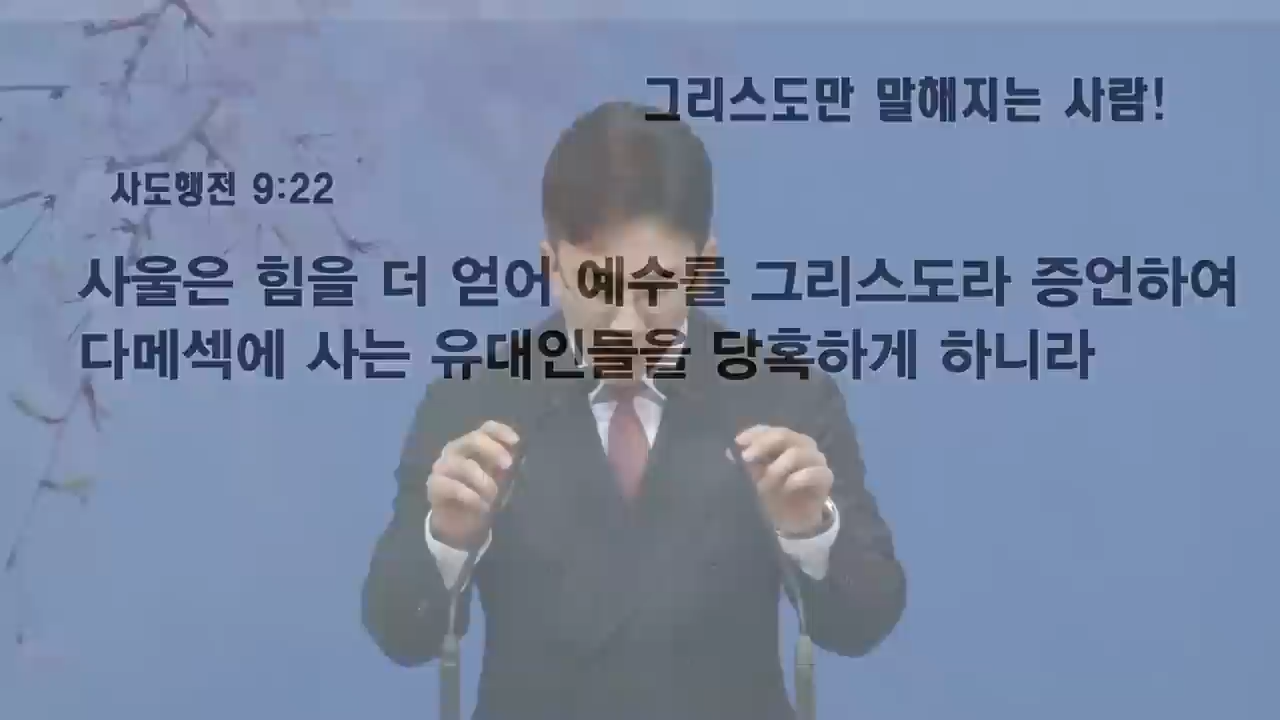 그리스도만 말해지는 사람!
사도행전 9:22
사울은 힘을 더 얻어 예수를 그리스도라 증언하여
다메섹에 사는 유대인들을 당혹하게 하니라